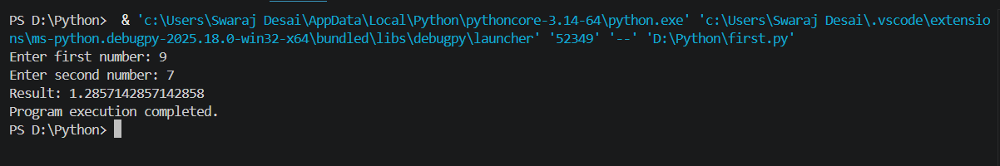 PS D:\Python>  & 'c:\Users\Swaraj Desai\AppData\Local\Python\pythoncore-3.14-64\python.exe' 'c:\Users\Swaraj Desai\.vscode\extensio
ns\ms-python.debugpy-2025.18.0-win32-x64\bundled\libs\debugpy\launcher' '52349' '--' 'D:\Python\first.py'
Enter first number: 9
Enter second number: 7
Result: 1.2857142857142858
Program execution completed.
PS D:\Python>